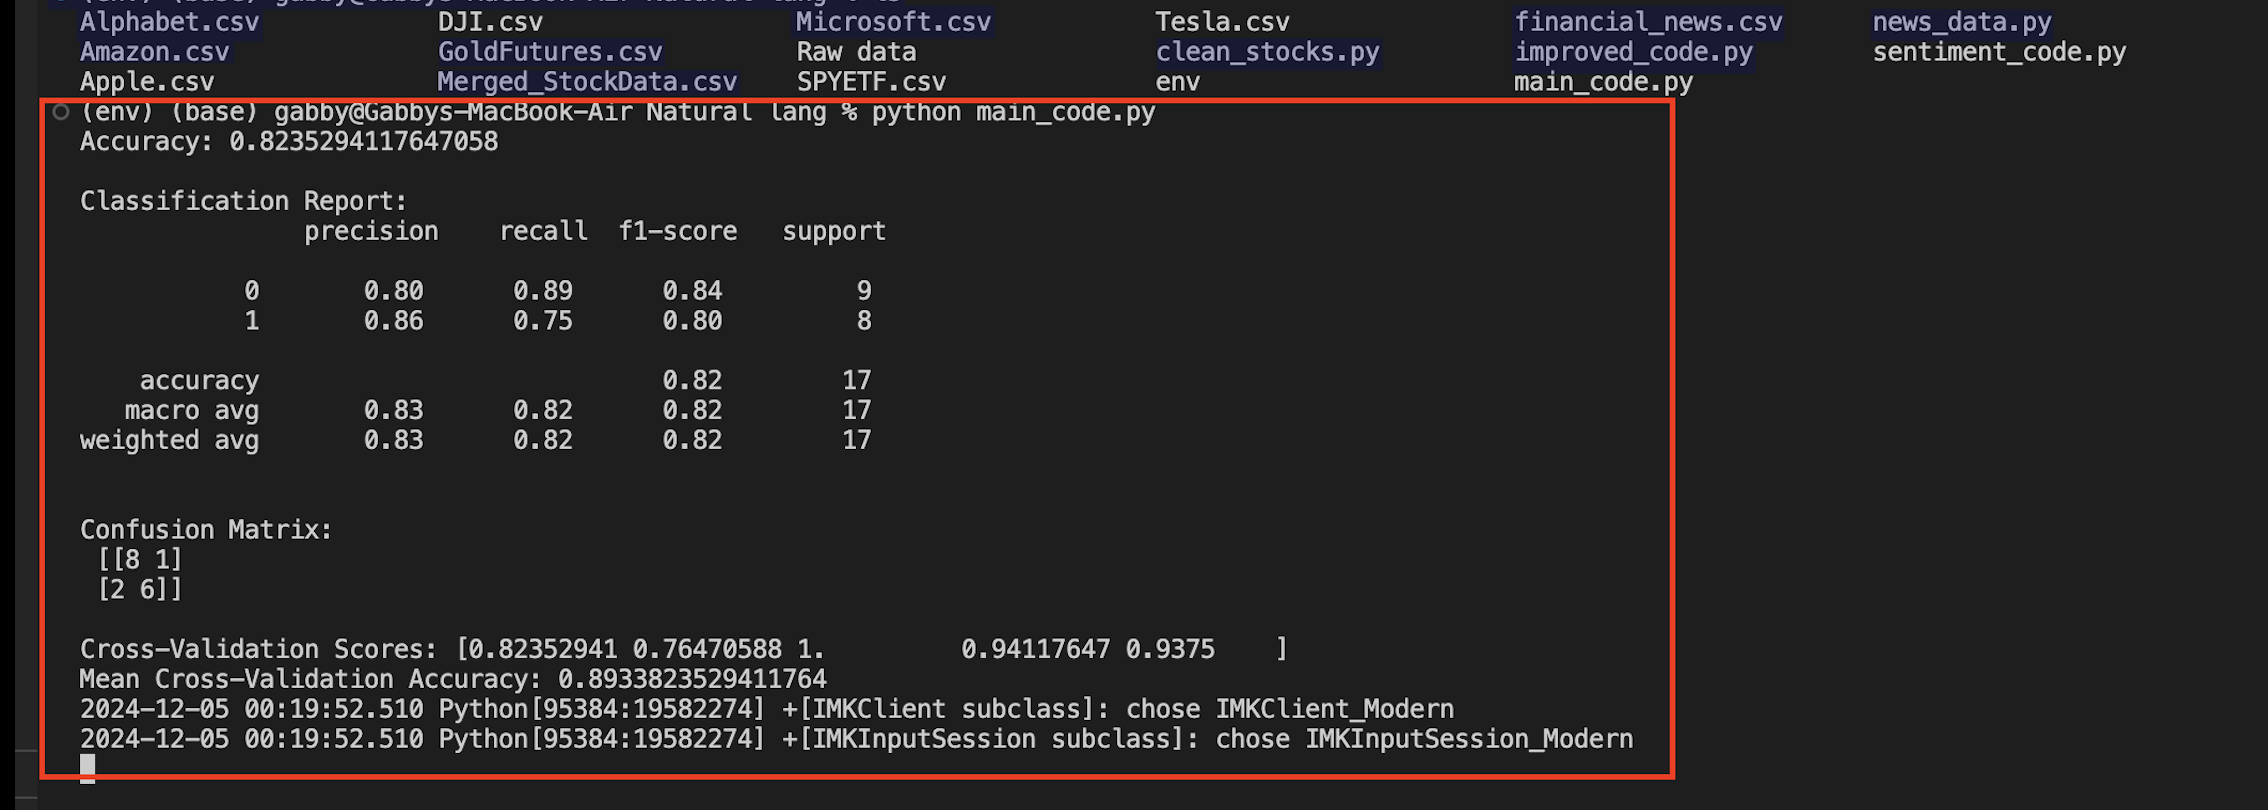 Alphabet.csv DJI.csv Microsoft.csv Tesla.csv financial_news.csv news_data.py
Amazon.csv GoldFutures.csv Raw data clean_stocks.py improved_code.py sentiment_code.py
Apple.csv Merged_StockData.csv SPYETF.csv env main_code.py
(env) (base) gabby@Gabbys-MacBook-Air Natural lang % python main_code.py
Accuracy: 0.8235294117647058
Classification Report:
precision recall f1-score support
0 0.80 0.89 0.84 9
1 0.86 0.75 0.80 8
accuracy 0.82 17
macro avg 0.83 0.82 0.82 17
weighted avg 0.83 0.82 0.82 17
Confusion Matrix:
[[8 1]
[2 6]]
Cross-Validation Scores: [0.82352941 0.76470588 1. 0.94117647 0.9375 ]
Mean Cross-Validation Accuracy: 0.8933823529411764
2024-12-05 00:19:52.510 Python[95384:19582274] +[IMKClient subclass]: chose IMKClient_Modern
2024-12-05 00:19:52.510 Python[95384:19582274] +[IMKInputSession subclass]: chose IMKInputSession_Modern